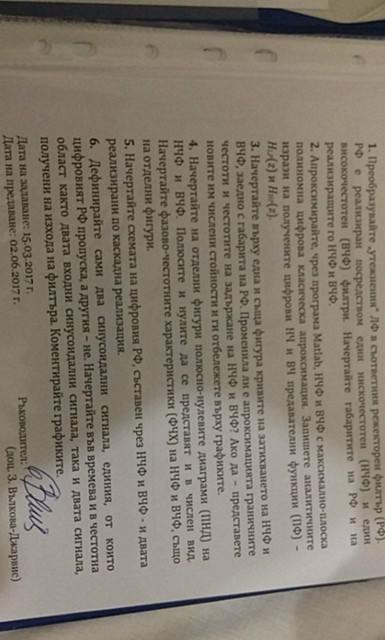 1. Преобразувайте „утежнения" ЛФ в съответния режекторен филтър (РФ).
РФ е реализиран посредством един нискочестотен (НЧФ) и един
високочестотен (ВЧФ) филтри. Начертайте габаритите на РФ и на
реализиращите го НЧФ и ВЧФ.
2. Апроксимирайте, чрез програма Matlab, НЧФ и ВЧФ с максимално-плоска
полиномна цифрова класическа апроксимация. Запишете аналитичните
изрази на получените цифрови НЧ и ВЧ предавателни функции (ПФ) –
HLP(z) и HHP(z).
3. Начертайте върху една и съща фигура кривите на затихването на НЧФ и
ВЧФ, заедно с габарита на РФ. Променила ли е апроксимацията граничните
честоти и честотите на задържане на НЧФ и ВЧФ? Ако да – представете
новите им числени стойности и ги отбележете върху графиките.
4. Начертайте на отделни фигури полюсно-нулевите диаграми (ПНД) на
НЧФ и ВЧФ. Полюсите и нулите да се представят и в числен вид.
Начертайте фазово-честотните характеристики (ФЧХ) на НЧФ и ВЧФ, също
на отделни фигури.
5. Начертайте схемата на цифровия РФ, съставен чрез НЧФ и ВЧФ - и двата
реализирани по каскадна реализация.
6. Дефинирайте сами два синусоидални сигнала, единия, от които
цифровият РФ пропуска, а другия – не. Начертайте във времева и в честотна
област както двата входни синусоидални сигнала, така и двата сигнала,
получени на изхода на филтъра. Коментирайте графиките.
Дата на задаване: 15.03.2017 г.
Дата на предаване: 02.06.2017 г.
Ръководител:
(доц. З. Вълкова-Джарвис)